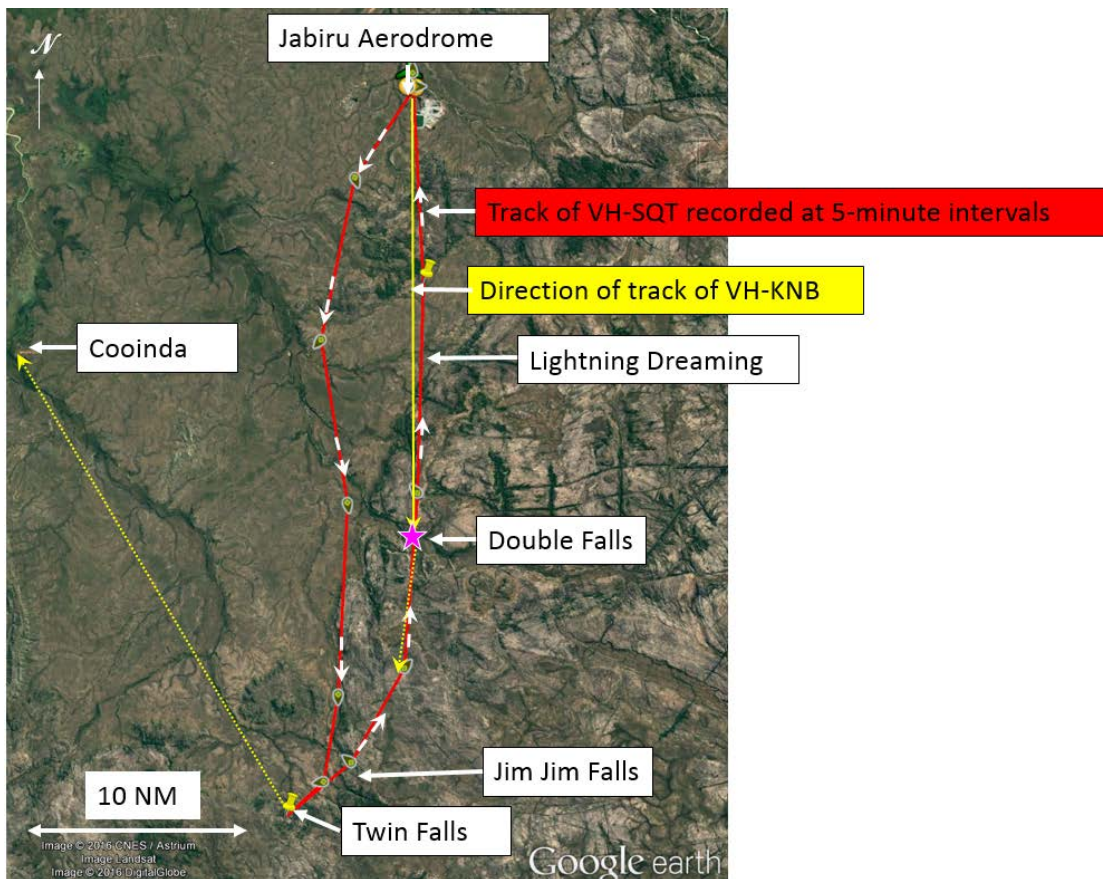 Jabiru Aerodrome
N
Track of VH-SQT recorded at 5-minute intervals
Direction of track of VH-KNB
Cooinda
Lightning Dreaming
Double Falls
Jim Jim Falls
10 NM
Twin Falls
Image © 2016 CNES / Astrium
Image Landsat
Image © 2016 DigitalGlobe
Google earth